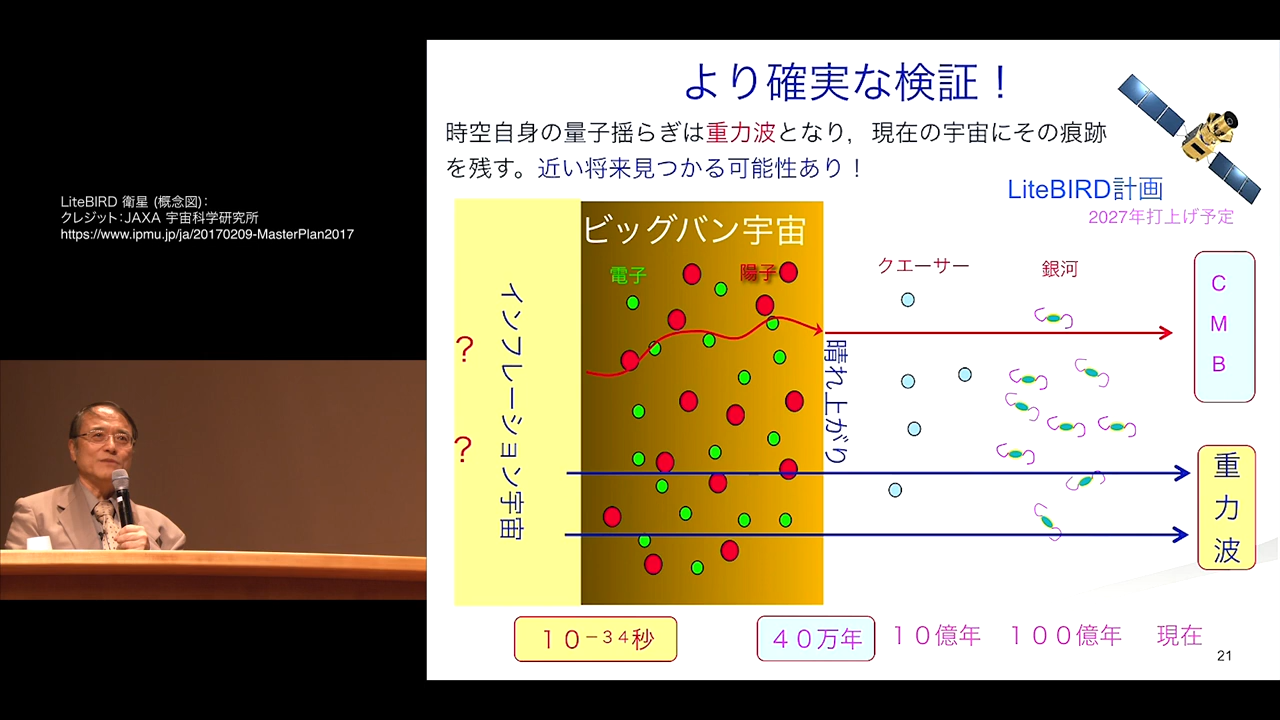 より確実な検証！
時空自身の量子揺らぎは重力波となり，現在の宇宙にその痕跡
を残す。近い将来見つかる可能性あり！
LiteBIRD計画
2027年打上げ予定
LiteBIRD 衛星 (概念図)：
クレジット：JAXA 宇宙科学研究所
https://www.ipmu.jp/ja/20170209-MasterPlan2017
ビッグバン宇宙
電子
陽子
クエーサー
銀河
CMB
？
？
インフレーション宇宙
晴れ上がり
重力波
１０－３４秒
４０万年
１０億年
１００億年
現在
21